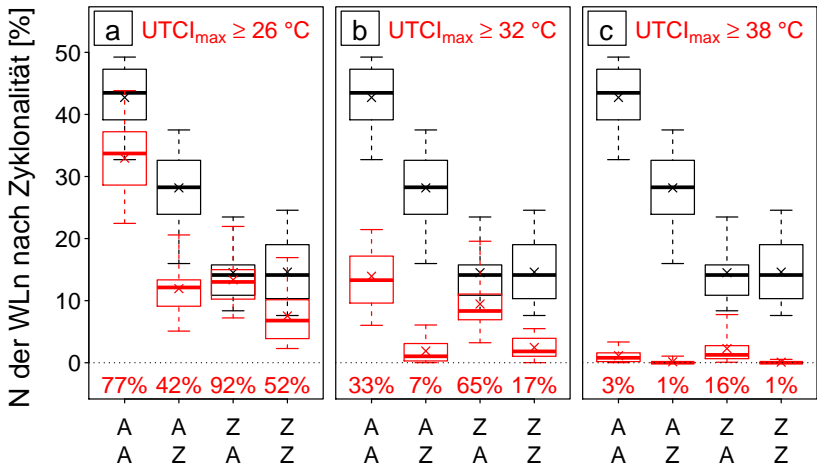 N der WLn nach Zyklonalität [%]
a UTCImax ≥ 26 °C
b UTCImax ≥ 32 °C
c UTCImax ≥ 38 °C
50
40
30
20
10
0
77% 42% 92% 52%
33% 7% 65% 17%
3% 1% 16% 1%
A A Z Z A A Z Z A A Z Z
A Z A Z A Z A Z A Z A Z